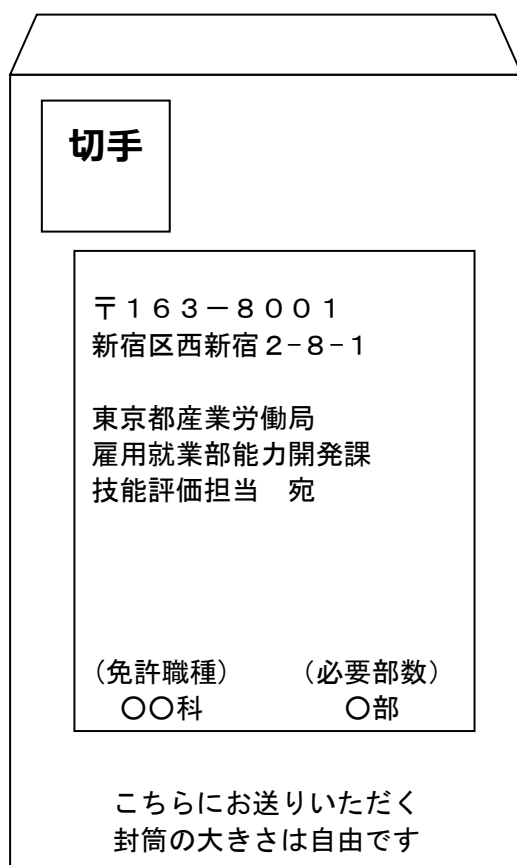 切手
〒１６３－８００１
新宿区西新宿２−８−１
東京都産業労働局
雇用就業部能力開発課
技能評価担当　宛
（免許職種）　　（必要部数）
〇〇科　　　　〇部
こちらにお送りいただく
封筒の大きさは自由です